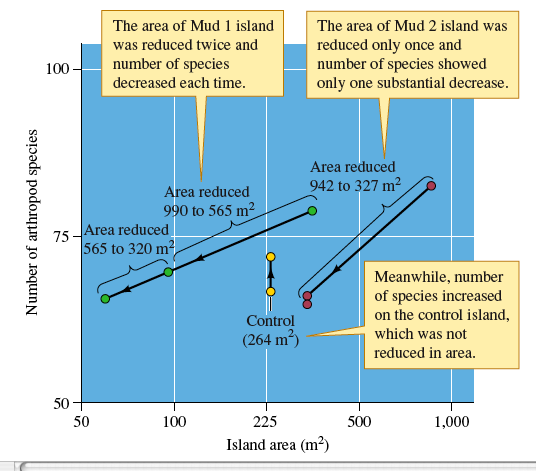 The area of Mud 1 island
was reduced twice and
number of species
decreased each time.
The area of Mud 2 island was
reduced only once and
number of species showed
only one substantial decrease.
100
75
50
Number of arthropod species
Area reduced
990 to 565 m²
Area reduced
942 to 327 m²
Area reduced
565 to 320 m²
Control
(264 m²)
Meanwhile, number
of species increased
on the control island,
which was not
reduced in area.
50
100
225
500
1,000
Island area (m²)